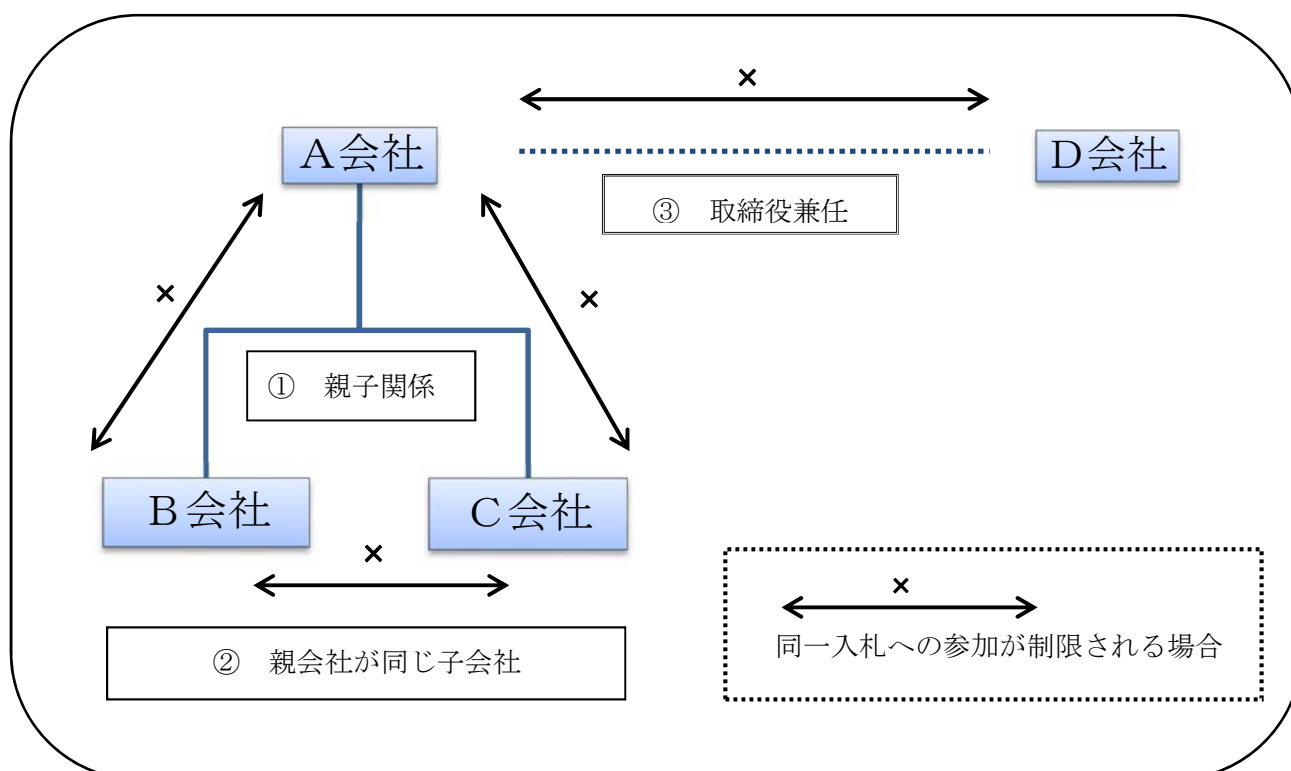 ×
Ａ会社
Ｄ会社
③　取締役兼任
×
×
①　親子関係
Ｂ会社
Ｃ会社
×
②　親会社が同じ子会社
×
同一入札への参加が制限される場合